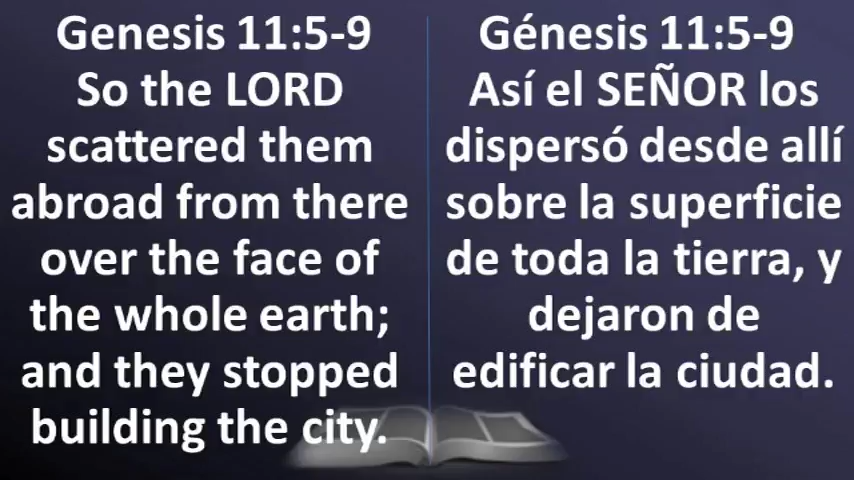 Genesis 11:5-9
So the LORD
scattered them
abroad from there
over the face of
the whole earth;
and they stopped
building the city.
Génesis 11:5-9
Así el SEÑOR los
dispersó desde allí
sobre la superficie
de toda la tierra, y
dejaron de
edificar la ciudad.